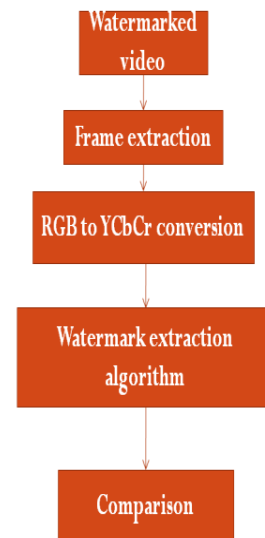 Watermarked
video
Frame extraction
RGB to YCbCr conversion
Watermark extraction
algorithm
Comparison